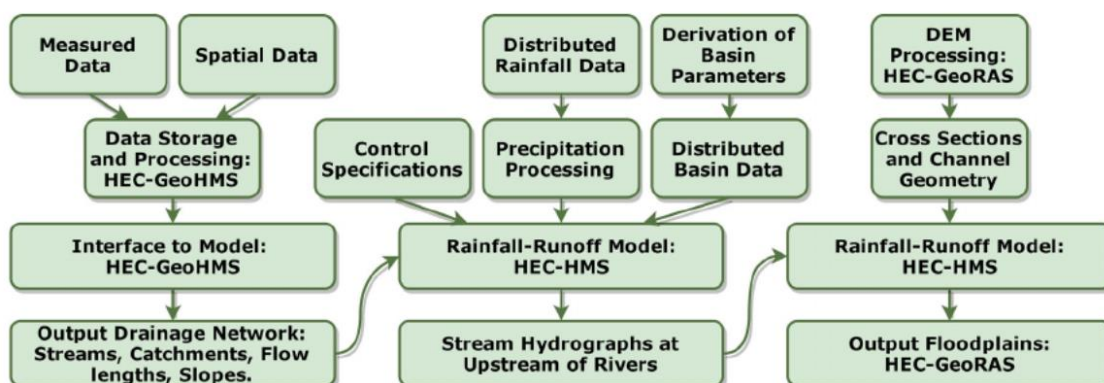 Measured
Data
Spatial Data
Data Storage
and Processing:
HEC-GeoHMS
Interface to Model:
HEC-GeoHMS
Output Drainage Network:
Streams, Catchments, Flow
lengths, Slopes.
Distributed
Rainfall Data
Derivation of
Basin
Parameters
Control
Specifications
Precipitation
Processing
Distributed
Basin Data
Rainfall-Runoff Model:
HEC-HMS
Stream Hydrographs at
Upstream of Rivers
DEM
Processing:
HEC-GeoRAS
Cross Sections
and Channel
Geometry
Rainfall-Runoff Model:
HEC-HMS
Output Floodplains:
HEC-GeoRAS